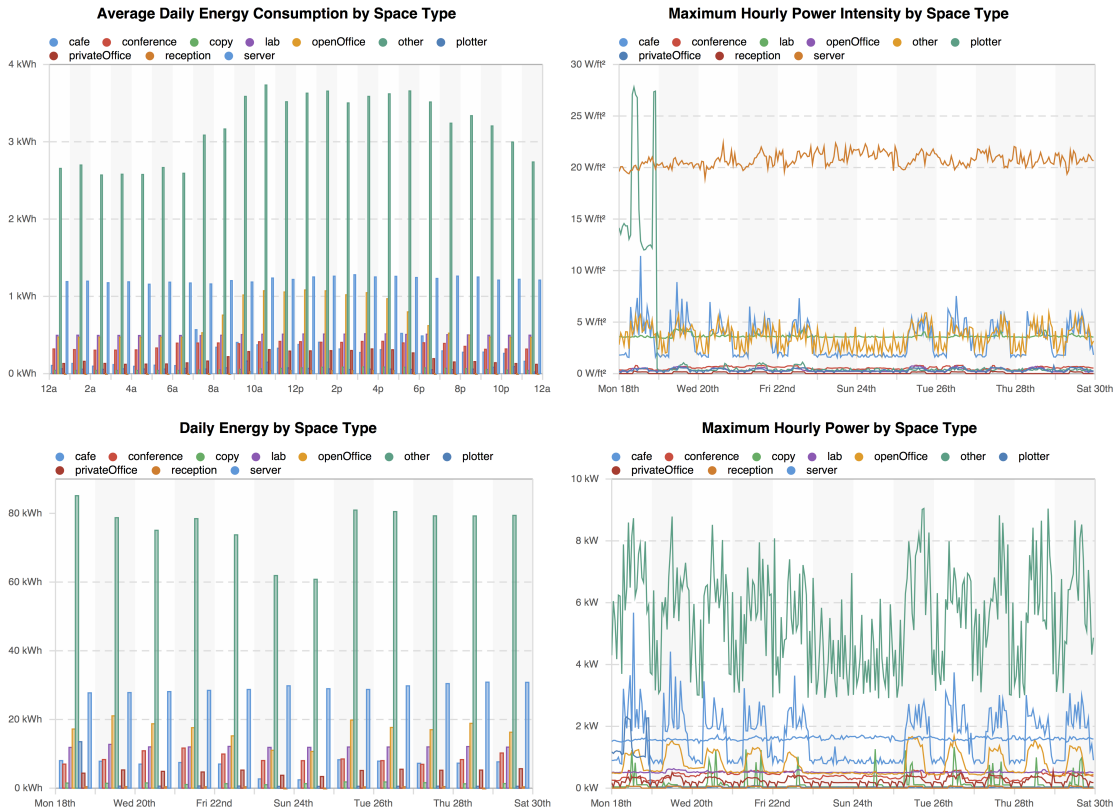 Average Daily Energy Consumption by Space Type
cafe conference copy lab openOffice other plotter
privateOffice reception server
4 kWh
3 kWh
2 kWh
1 kWh
0 kWh
12a 2a 4a 6a 8a 10a 12p 2p 4p 6p 8p 10p 12a
Maximum Hourly Power Intensity by Space Type
cafe conference lab openOffice other plotter
privateOffice reception server
30 W/ft²
25 W/ft²
20 W/ft²
15 W/ft²
10 W/ft²
5 W/ft²
0 W/ft²
Mon 18th Wed 20th Fri 22nd Sun 24th Tue 26th Thu 28th Sat 30th
Daily Energy by Space Type
cafe conference copy lab openOffice other plotter
privateOffice reception server
80 kWh
60 kWh
40 kWh
20 kWh
0 kWh
Mon 18th Wed 20th Fri 22nd Sun 24th Tue 26th Thu 28th Sat 30th
Maximum Hourly Power by Space Type
cafe conference copy lab openOffice other plotter
privateOffice reception server
10 kW
8 kW
6 kW
4 kW
2 kW
0 kW
Mon 18th Wed 20th Fri 22nd Sun 24th Tue 26th Thu 28th Sat 30th